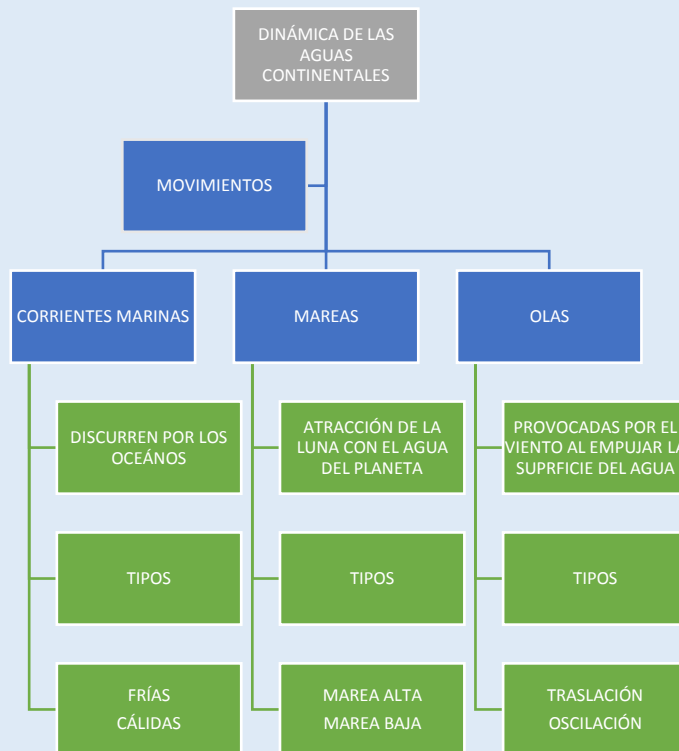 DINÁMICA DE LAS
AGUAS
CONTINENTALES
MOVIMIENTOS
CORRIENTES MARINAS
MAREAS
OLAS
DISCURREN POR LOS
OCEÁNOS
TIPOS
FRÍAS
CÁLIDAS
ATRACCIÓN DE LA
LUNA CON EL AGUA
DEL PLANETA
TIPOS
MAREA ALTA
MAREA BAJA
PROVOCADAS POR EL
VIENTO AL EMPUJAR LA
SUPRFICIE DEL AGUA
TIPOS
TRASLACIÓN
OSCILACIÓN